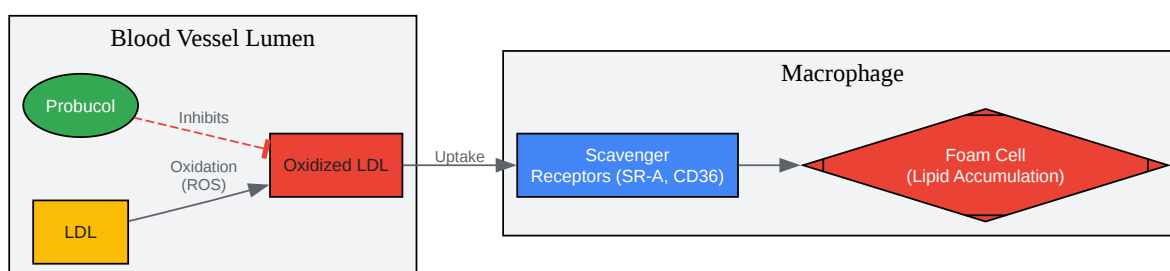 Blood Vessel Lumen
Probucol
Inhibits
Oxidized LDL
Oxidation
(ROS)
LDL
Uptake
Macrophage
Scavenger
Receptors (SR-A, CD36)
Foam Cell
(Lipid Accumulation)